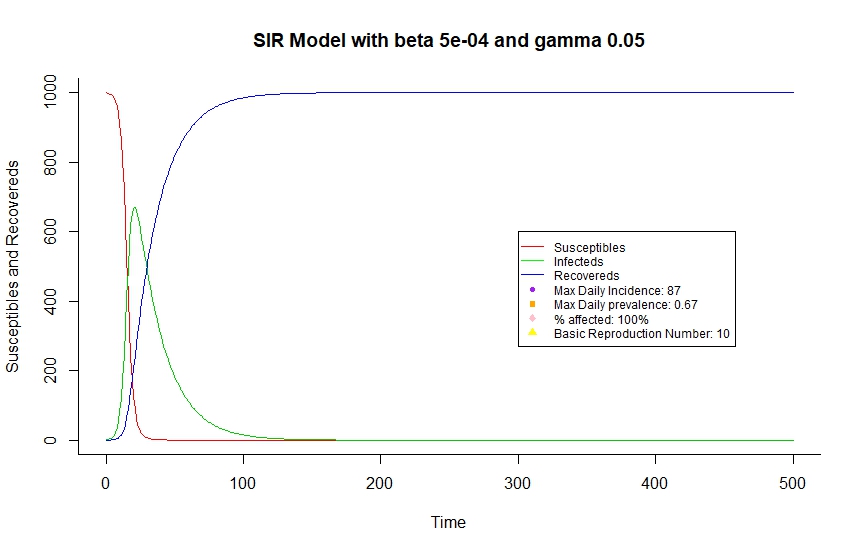 SIR Model with beta 5e-04 and gamma 0.05
Susceptibles and Recovereds
1000
800
600
400
200
0
Susceptibles
Infecteds
Recovereds
Max Daily Incidence: 87
Max Daily prevalence: 0.67
% affected: 100%
Basic Reproduction Number: 10
0 100 200 300 400 500
Time